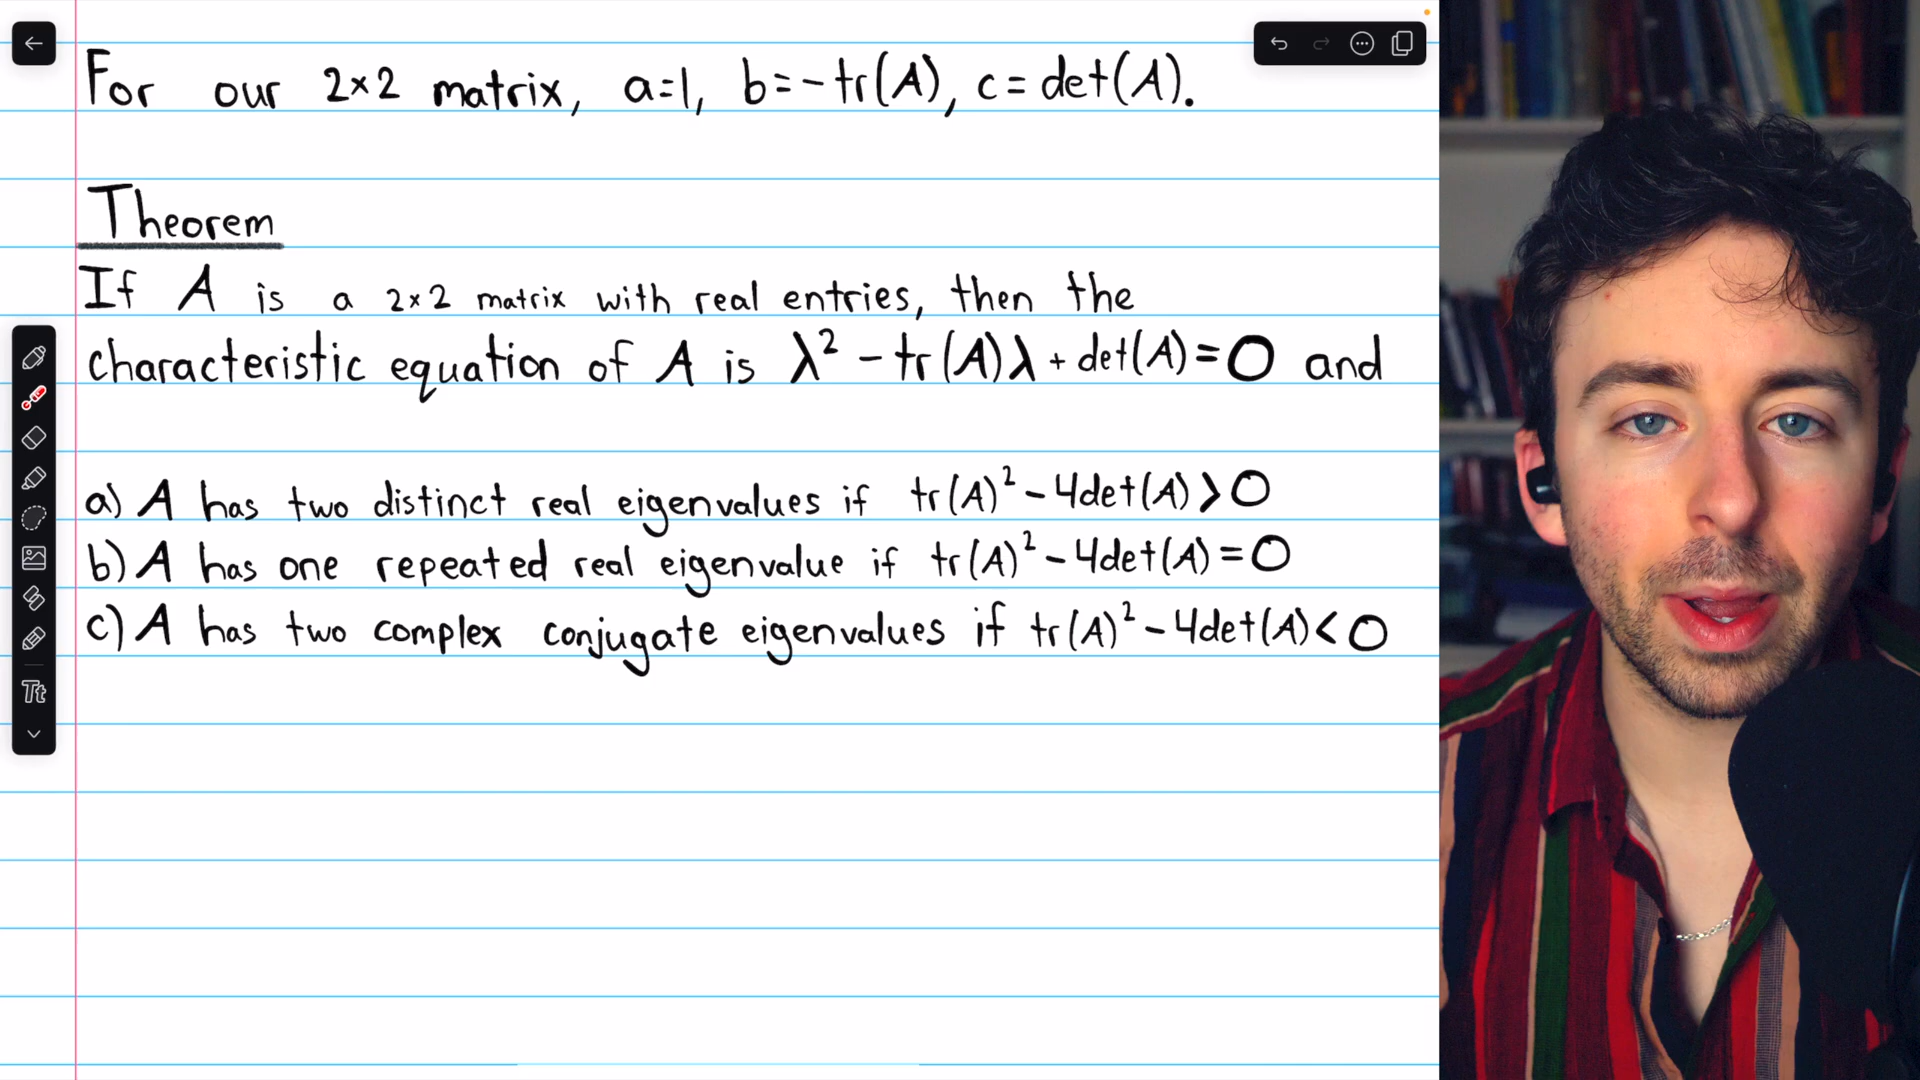 For our 2×2 matrix, a=1, b=-tr(A), c=det(A).
Theorem
If A is a 2×2 matrix with real entries, then the
characteristic equation of A is λ² - tr(A)λ + det(A) = 0 and
a) A has two distinct real eigenvalues if tr(A)² - 4det(A) > 0
b) A has one repeated real eigenvalue if tr(A)² - 4det(A) = 0
c) A has two complex conjugate eigenvalues if tr(A)² - 4det(A) < 0
Tt